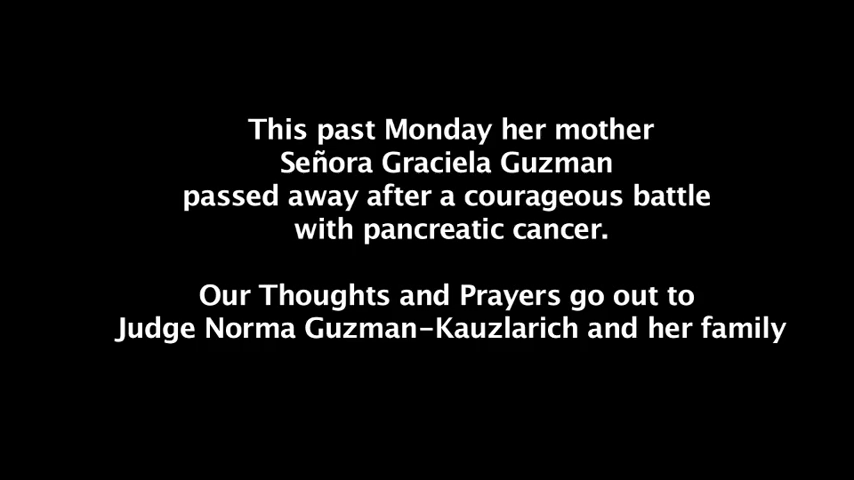 This past Monday her mother
Señora Graciela Guzman
passed away after a courageous battle
with pancreatic cancer.
Our Thoughts and Prayers go out to
Judge Norma Guzman-Kauzlarich and her family